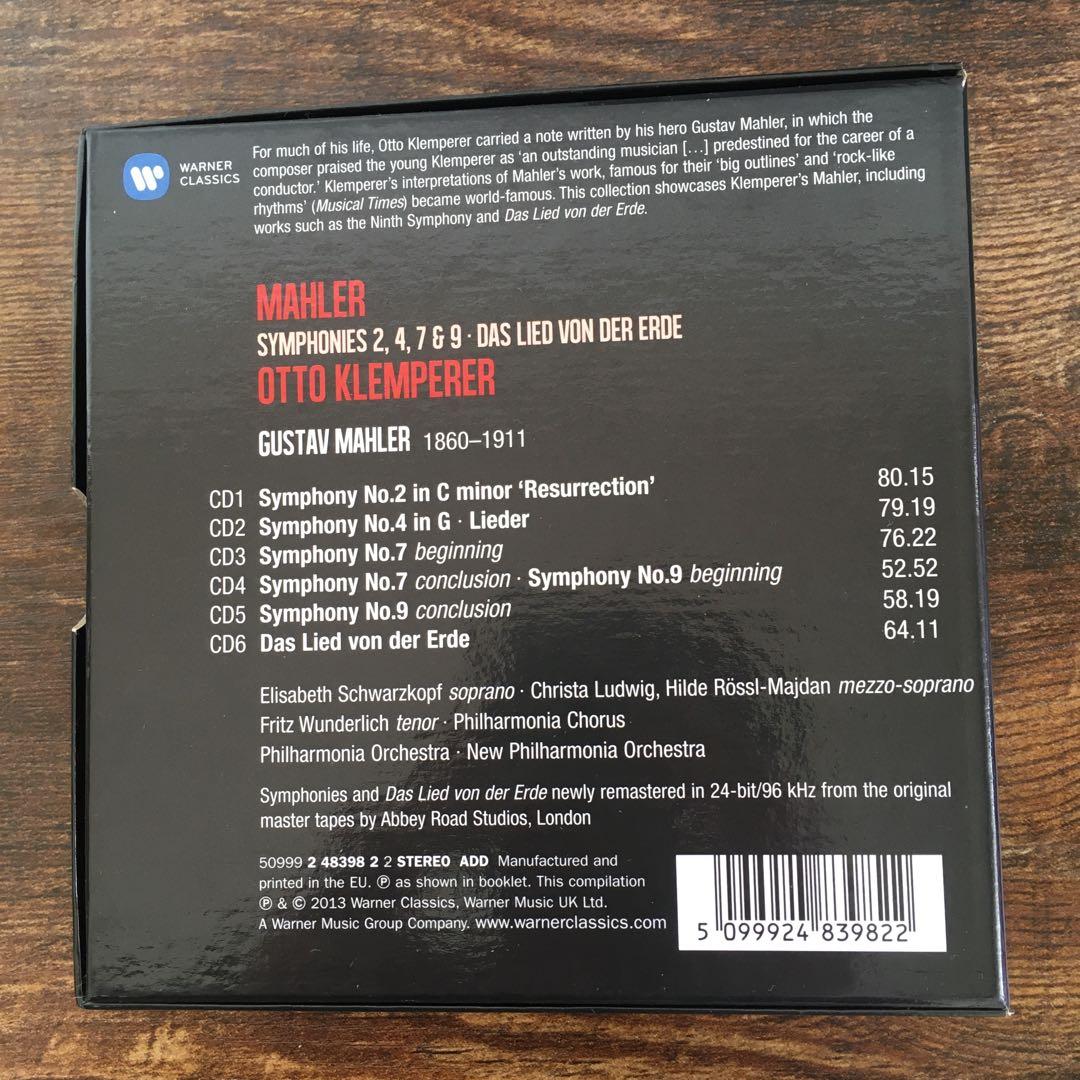 WARNER
CLASSICS
For much of his life, Otto Klemperer carried a note written by his hero Gustav Mahler, in which the
composer praised the young Klemperer as ‘an outstanding musician [...] predestined for the career of a
conductor.’ Klemperer’s interpretations of Mahler’s work, famous for their ‘big outlines’ and ‘rock-like
rhythms’ (Musical Times) became world-famous. This collection showcases Klemperer’s Mahler, including
works such as the Ninth Symphony and Das Lied von der Erde.
MAHLER
SYMPHONIES 2, 4, 7 & 9 · DAS LIED VON DER ERDE
OTTO KLEMPERER
GUSTAV MAHLER 1860–1911
CD1 Symphony No.2 in C minor ‘Resurrection’ 80.15
CD2 Symphony No.4 in G · Lieder 79.19
CD3 Symphony No.7 beginning 76.22
CD4 Symphony No.7 conclusion · Symphony No.9 beginning 52.52
CD5 Symphony No.9 conclusion 58.19
CD6 Das Lied von der Erde 64.11
Elisabeth Schwarzkopf soprano · Christa Ludwig, Hilde Rössl-Majdan mezzo-soprano
Fritz Wunderlich tenor · Philharmonia Chorus
Philharmonia Orchestra · New Philharmonia Orchestra
Symphonies and Das Lied von der Erde newly remastered in 24-bit/96 kHz from the original
master tapes by Abbey Road Studios, London
50999 2 48398 2 2 STEREO ADD Manufactured and
printed in the EU. ℗ as shown in booklet. This compilation
℗ & © 2013 Warner Classics, Warner Music UK Ltd.
A Warner Music Group Company. www.warnerclassics.com
5 099924 839822